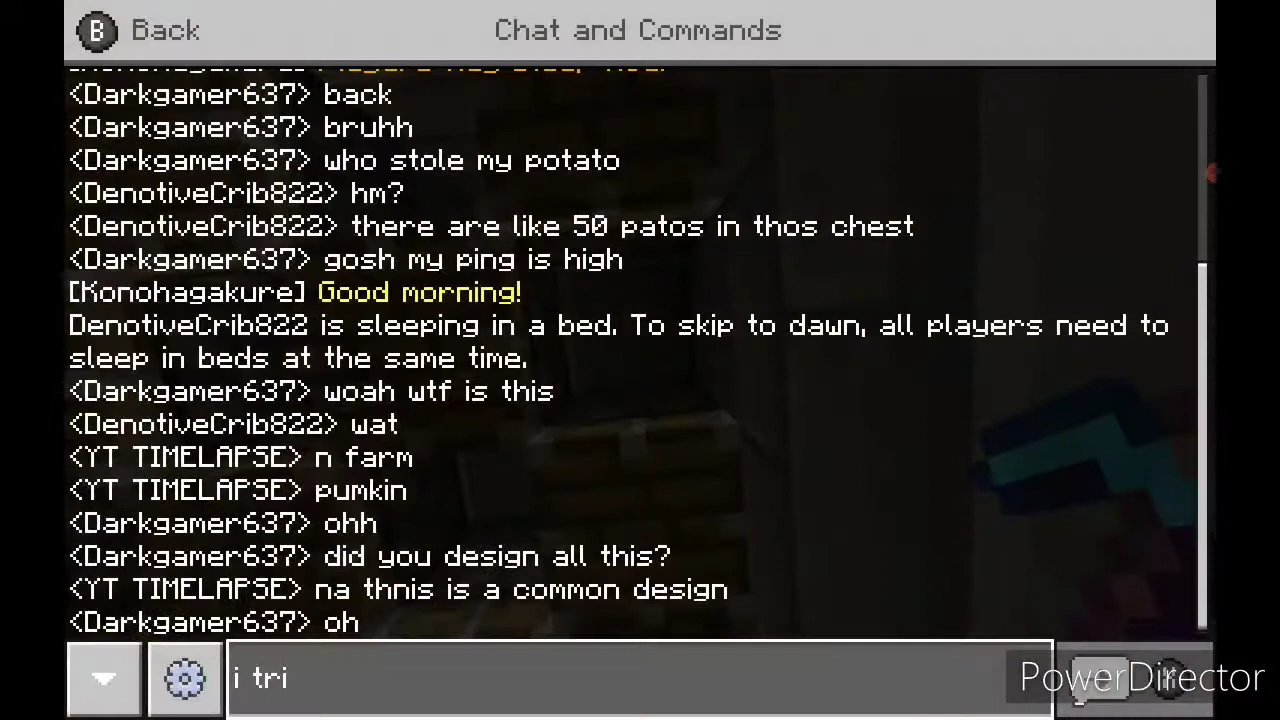 B Back Chat and Commands
<Darkgamer637> back
<Darkgamer637> bruhh
<Darkgamer637> who stole my potato
<DenotiveCrib822> hm?
<DenotiveCrib822> there are like 50 patos in thos chest
<Darkgamer637> gosh my ping is high
[Konohagakure] Good morning!
DenotiveCrib822 is sleeping in a bed. To skip to dawn, all players need to
sleep in beds at the same time.
<Darkgamer637> woah wtf is this
<DenotiveCrib822> wat
<YT TIMELAPSE> n farm
<YT TIMELAPSE> pumkin
<Darkgamer637> ohh
<Darkgamer637> did you design all this?
<YT TIMELAPSE> na thnis is a common design
<Darkgamer637> oh
i tri
PowerDirector